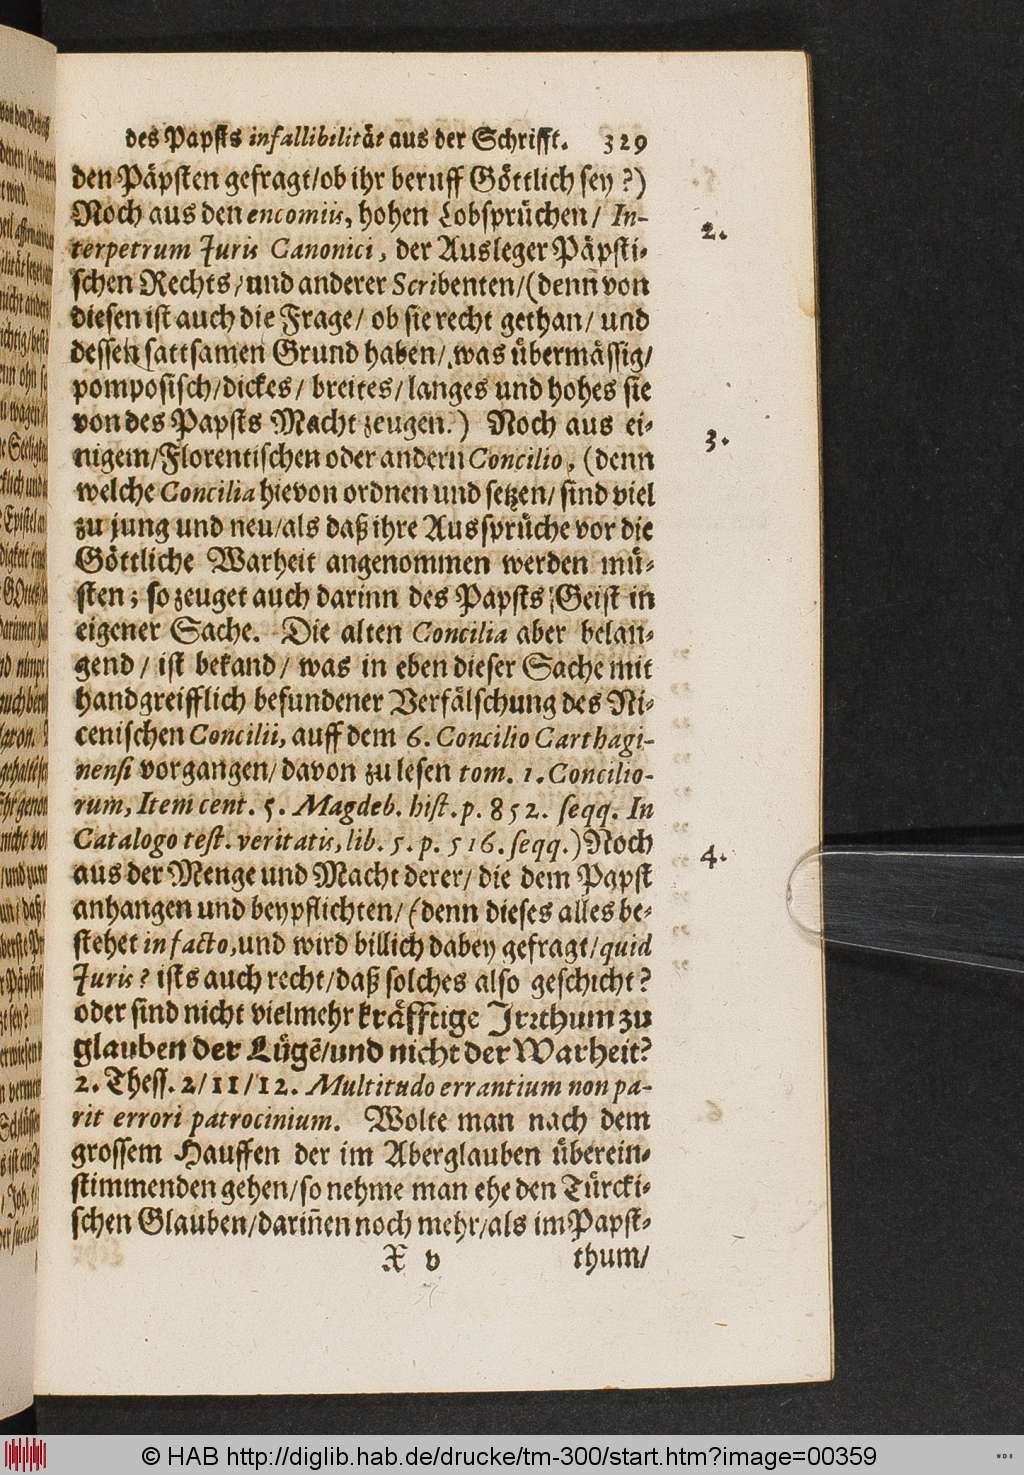 des Papsts infallibilität aus der Schrifft. 329
den Päpsten gefragt/ob ihr beruff Göttlich sey?)
Noch aus den encomiis, hohen Lobsprüchen/ In-
terpetrum Juris Canonici, der Ausleger Päpsti-
schen Rechts/und anderer Scribenten/(denn von
diesen ist auch die Frage/ ob sie recht gethan/ und
dessen sattsamen Grund haben/ was übermässig/
pomposisch/dickes/ breites/langes und hohes sie
von des Papsts Macht zeugen.) Noch aus ei-
nigem/Florentischen oder andern Concilio, (denn
welche Concilia hievon ordnen und setzen/ sind viel
zu jung und neu/als daß ihre Aussprüche vor die
Göttliche Warheit angenommen werden mü-
sten; so zeuget auch darinn des Papsts Geist in
eigener Sache. Die alten Concilia aber belan-
gend/ ist bekand/ was in eben dieser Sache mit
handgreifflich befundener Verfälschung des Ni-
cenischen Concilii, auff dem 6. Concilio Carthagi-
nensi vorgangen/davon zu lesen tom. 1. Concilio-
rum, Item cent. 5. Magdeb. hist. p. 852. seqq. In
Catalogo test. veritatis, lib. 5. p. 516. seqq.) Noch
aus der Menge und Macht derer/ die dem Papst
anhangen und beypflichten/(denn dieses alles be-
stehet in facto, und wird billich dabey gefragt/quid
Juris? ists auch recht/daß solches also geschicht?
oder sind nicht vielmehr kräfftige Irrthum zu
glauben der Lügē/und nicht der Warheit?
2. Thess. 2/11/12. Multitudo errantium non pa-
rit errori patrocinium. Wolte man nach dem
grossem Hauffen der im Aberglauben überein-
stimmenden gehen/so nehme man ehe den Türcki-
schen Glauben/dariñen noch mehr/als im Papst-
X v thum/
2.
3.
4.
© HAB http://diglib.hab.de/drucke/tm-300/start.htm?image=00359